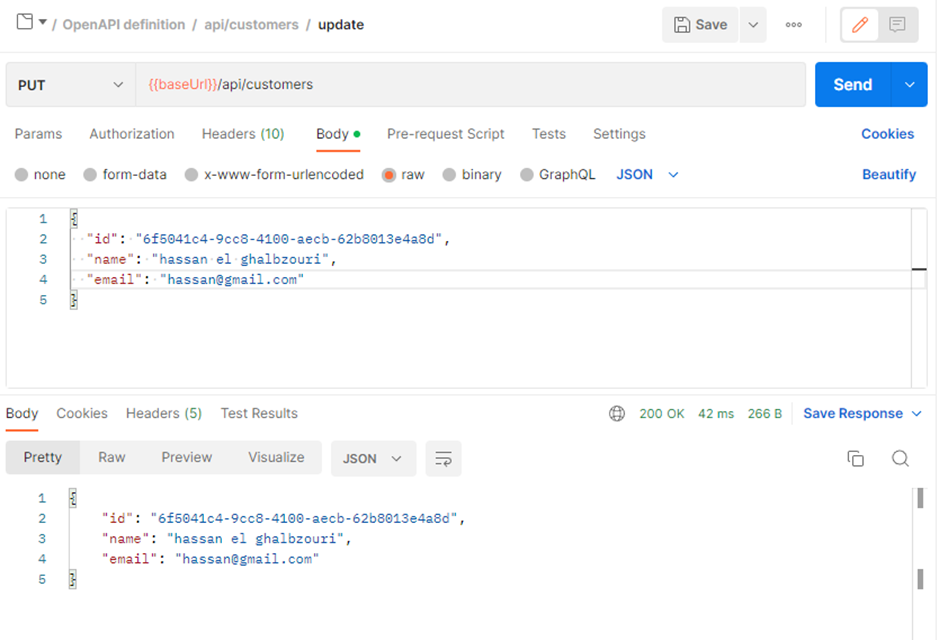 / OpenAPI definition / api/customers / update
Save
PUT
{{baseUrl}}/api/customers
Send
Params Authorization Headers (10) Body Pre-request Script Tests Settings Cookies
none form-data x-www-form-urlencoded raw binary GraphQL JSON Beautify
1 {
2 "id": "6f5041c4-9cc8-4100-aecb-62b8013e4a8d",
3 "name": "hassan el ghalbzouri",
4 "email": "hassan@gmail.com"
5 }
Body Cookies Headers (5) Test Results 200 OK 42 ms 266 B Save Response
Pretty Raw Preview Visualize JSON
1 {
2 "id": "6f5041c4-9cc8-4100-aecb-62b8013e4a8d",
3 "name": "hassan el ghalbzouri",
4 "email": "hassan@gmail.com"
5 }